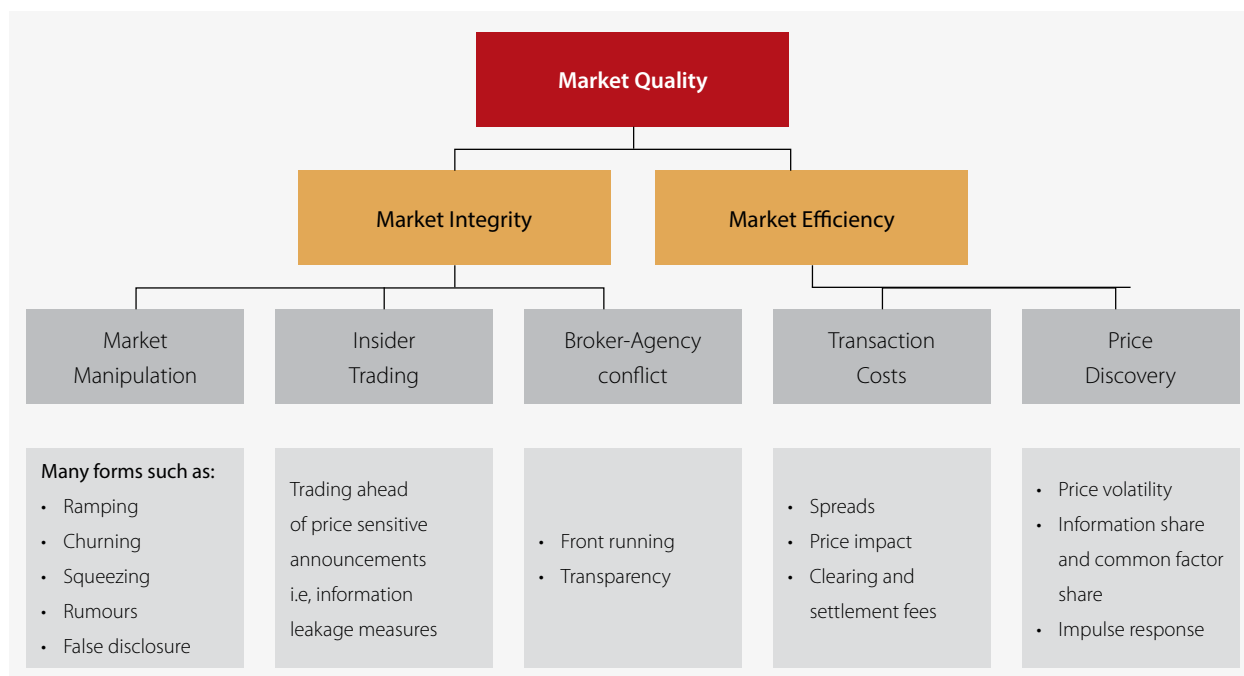 Market Quality
Market Integrity
Market Efficiency
Market
Manipulation
Insider
Trading
Broker-Agency
conflict
Transaction
Costs
Price
Discovery
Many forms such as:
• Ramping
• Churning
• Squeezing
• Rumours
• False disclosure
Trading ahead
of price sensitive
announcements
i.e, information
leakage measures
• Front running
• Transparency
• Spreads
• Price impact
• Clearing and
settlement fees
• Price volatility
• Information share
and common factor
share
• Impulse response